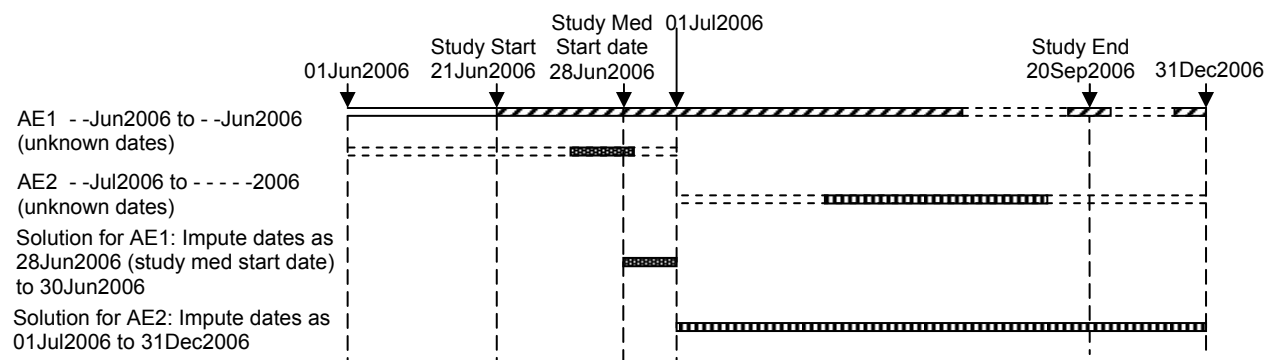 Study Med 01Jul2006
Study Start Start date Study End
01Jun2006 21Jun2006 28Jun2006 20Sep2006 31Dec2006
AE1 - -Jun2006 to - -Jun2006
(unknown dates)
AE2 - -Jul2006 to - - - - -2006
(unknown dates)
Solution for AE1: Impute dates as
28Jun2006 (study med start date)
to 30Jun2006
Solution for AE2: Impute dates as
01Jul2006 to 31Dec2006